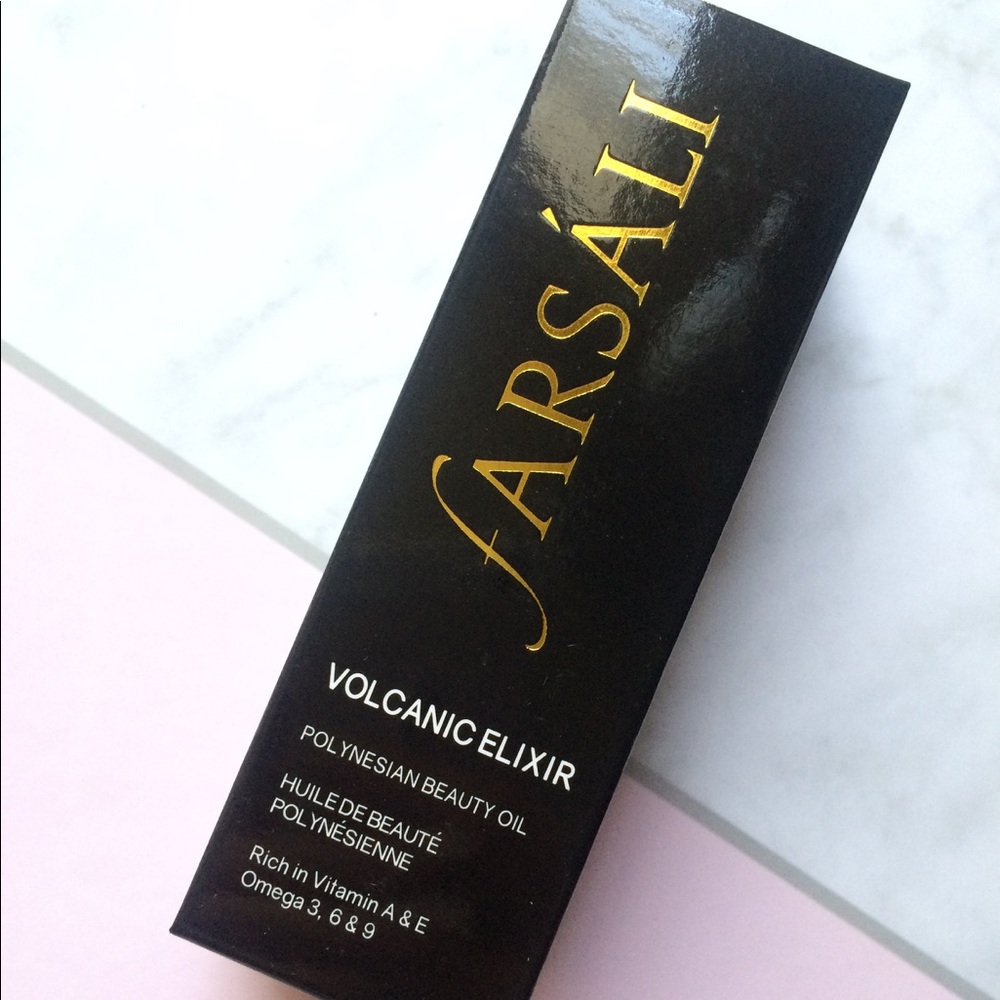 fARSÁLI
VOLCANIC ELIXIR
POLYNESIAN BEAUTY OIL
HUILE DE BEAUTÉ
POLYNÉSIENNE
Rich in Vitamin A & E
Omega 3, 6 & 9